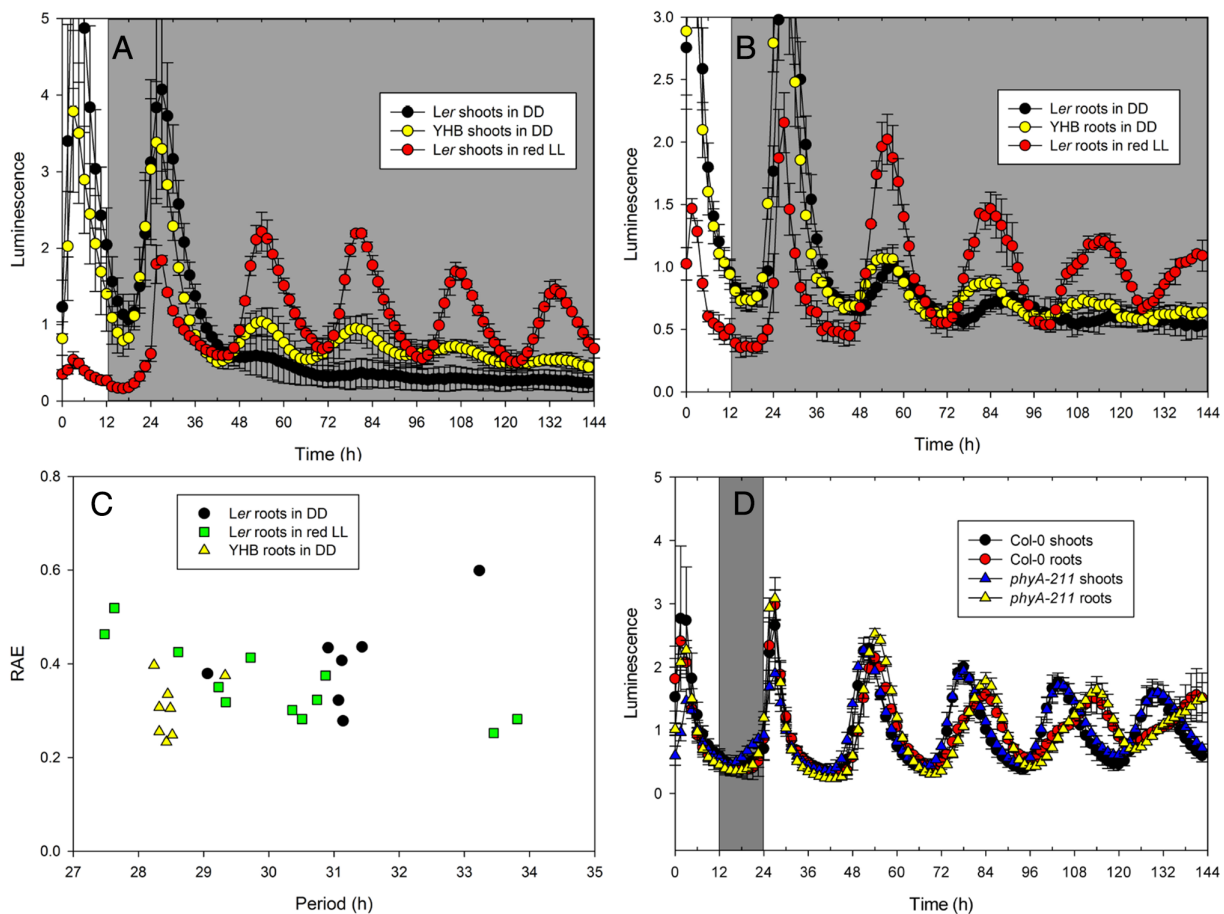 A
Luminescence
5
4
3
2
1
0
Ler shoots in DD
YHB shoots in DD
Ler shoots in red LL
0 12 24 36 48 60 72 84 96 108 120 132 144
Time (h)
B
Luminescence
3.0
2.5
2.0
1.5
1.0
0.5
0.0
Ler roots in DD
YHB roots in DD
Ler roots in red LL
0 12 24 36 48 60 72 84 96 108 120 132 144
Time (h)
C
RAE
0.8
0.6
0.4
0.2
0.0
Ler roots in DD
Ler roots in red LL
YHB roots in DD
27 28 29 30 31 32 33 34 35
Period (h)
D
Luminescence
5
4
3
2
1
0
Col-0 shoots
Col-0 roots
phyA-211 shoots
phyA-211 roots
0 12 24 36 48 60 72 84 96 108 120 132 144
Time (h)